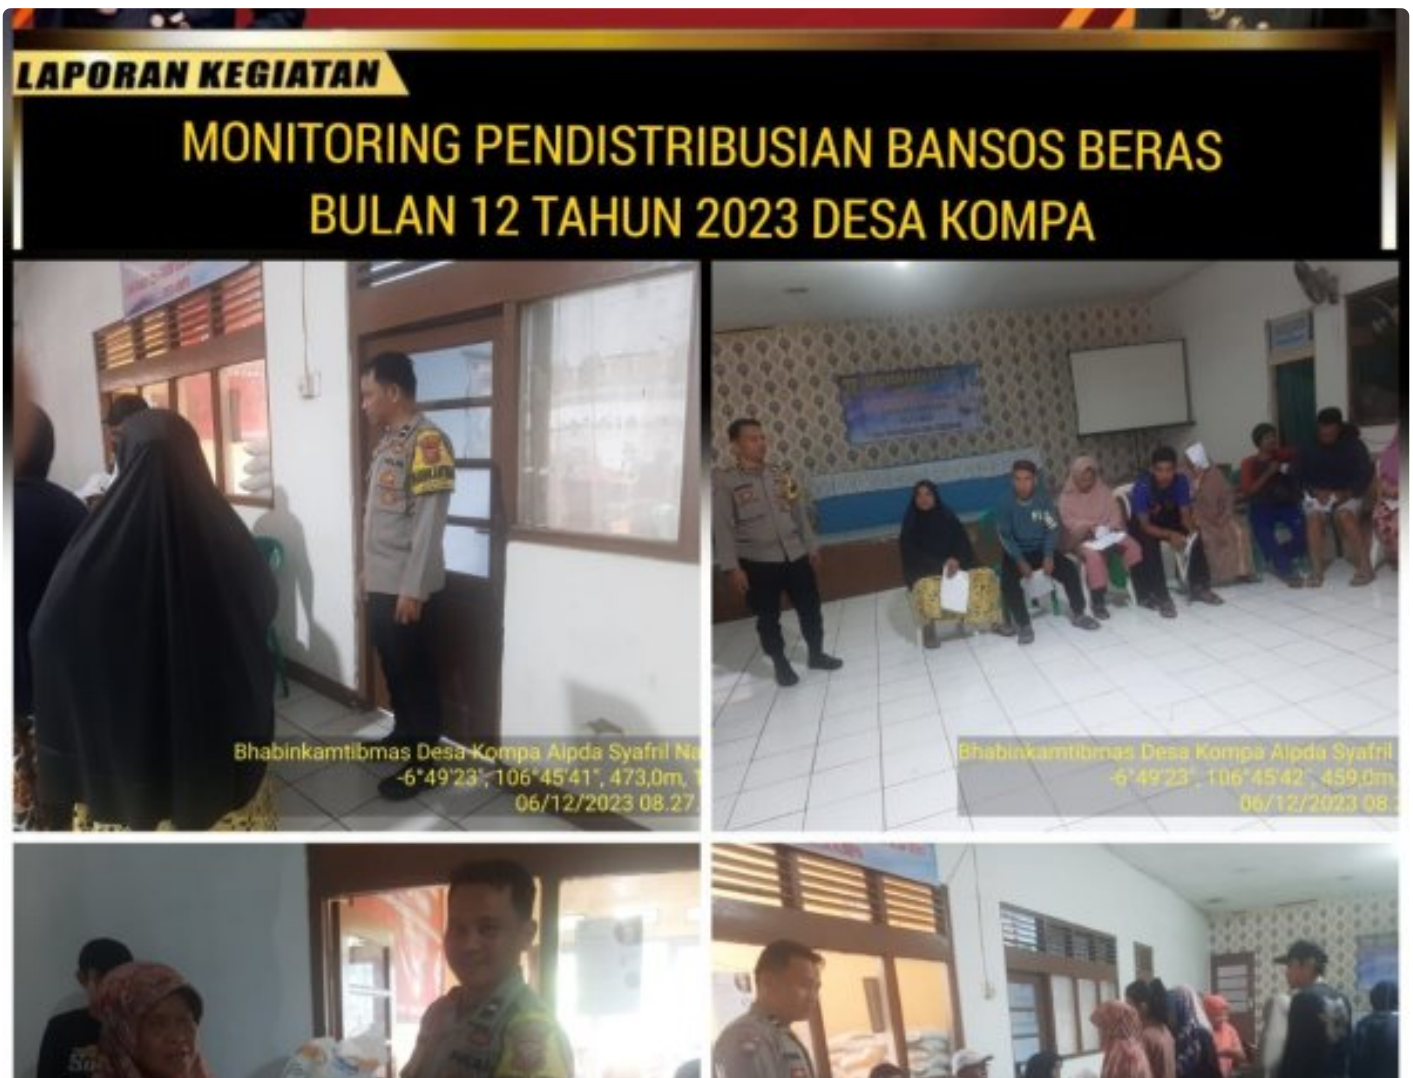 LAPORAN KEGIATAN
MONITORING PENDISTRIBUSIAN BANSOS BERAS
BULAN 12 TAHUN 2023 DESA KOMPA
Bhabinkamtibmas Desa Kompa Aipda Syafril Na
-6°49'23", 106°45'41", 473,0m,
06/12/2023 08.27
Bhabinkamtibmas Desa Kompa Aipda Syafril
-6°49'23", 106°45'42", 459,0m,
06/12/2023 08.